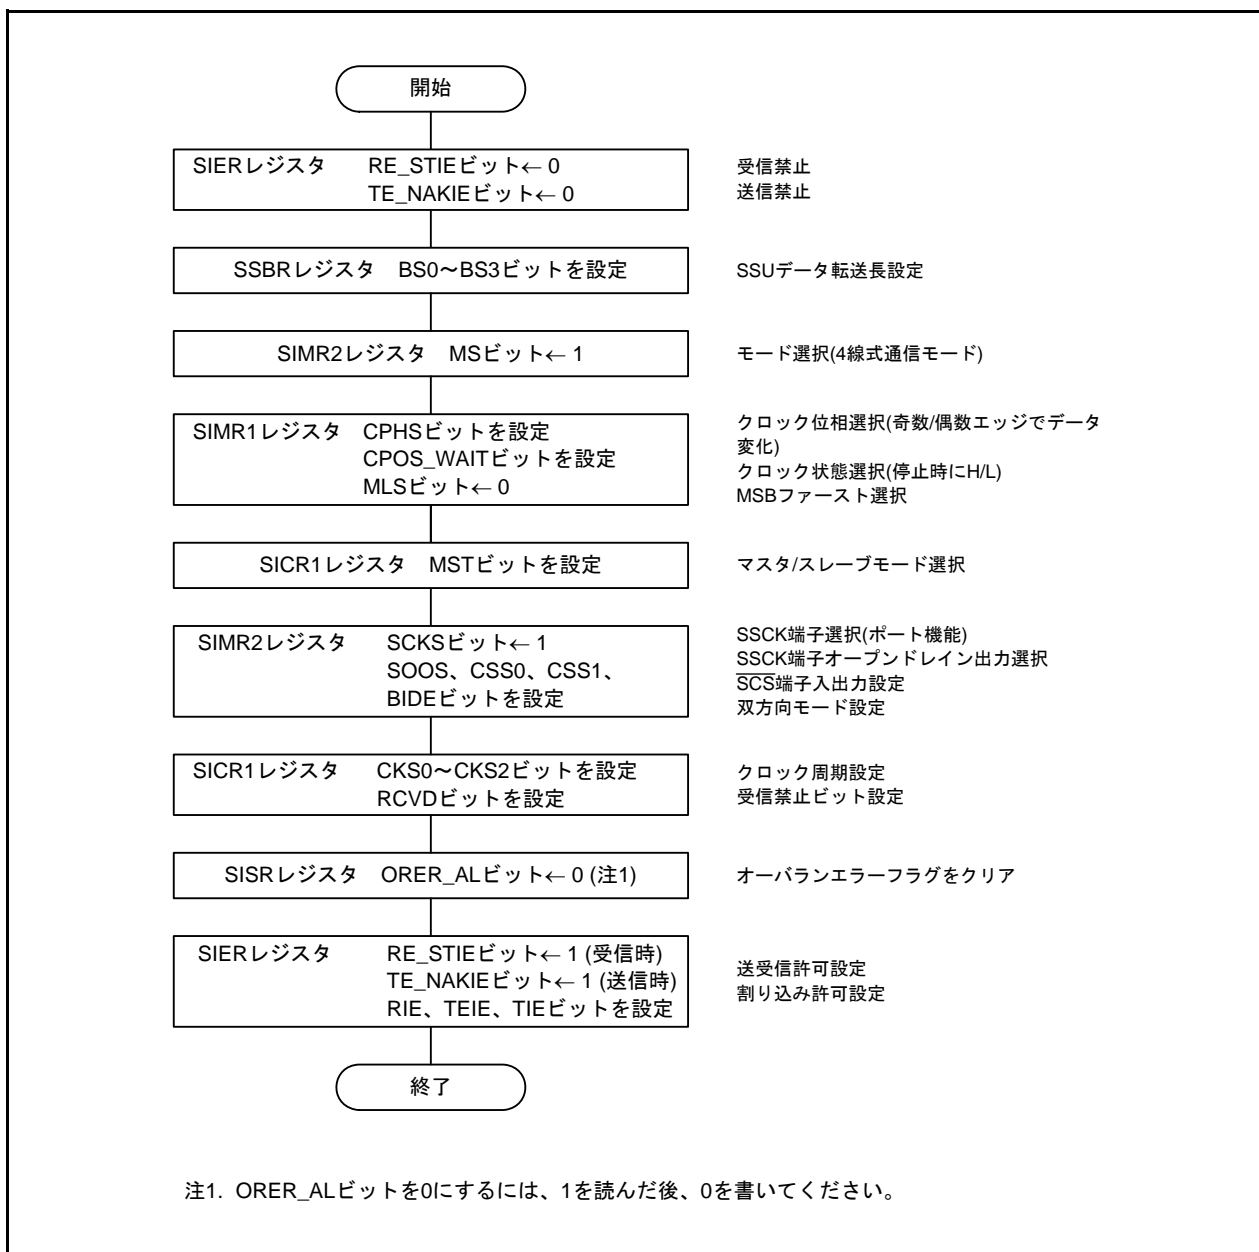 開始
SIERレジスタ RE_STIEビット← 0
TE_NAKIEビット← 0
受信禁止
送信禁止
SSBRレジスタ BS0～BS3ビットを設定
SSUデータ転送長設定
SIMR2レジスタ MSビット← 1
モード選択(4線式通信モード)
SIMR1レジスタ CPHSビットを設定
CPOS_WAITビットを設定
MLSビット← 0
クロック位相選択(奇数/偶数エッジでデータ
変化)
クロック状態選択(停止時にH/L)
MSBファースト選択
SICR1レジスタ MSTビットを設定
マスタ/スレーブモード選択
SIMR2レジスタ SCKSビット← 1
SOOS、CSS0、CSS1、
BIDEビットを設定
SSCK端子選択(ポート機能)
SSCK端子オープンドレイン出力選択
SCS端子入出力設定
双方向モード設定
SICR1レジスタ CKS0～CKS2ビットを設定
RCVDビットを設定
クロック周期設定
受信禁止ビット設定
SISRレジスタ ORER_ALビット← 0 (注1)
オーバランエラーフラグをクリア
SIERレジスタ RE_STIEビット← 1 (受信時)
TE_NAKIEビット← 1 (送信時)
RIE、TEIE、TIEビットを設定
送受信許可設定
割り込み許可設定
終了
注1. ORER_ALビットを0にするには、1を読んだ後、0を書いてください。